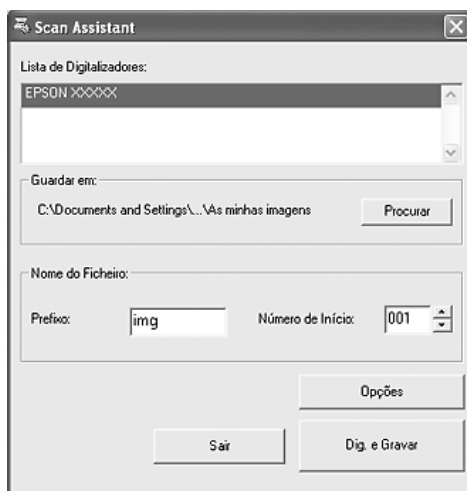 Scan Assistant
Lista de Digitalizadores:
EPSON XXXXX
Guardar em:
C:\Documents and Settings\...\As minhas imagens
Procurar
Nome do Ficheiro:
Prefixo:
img
Número de Início:
001
Opções
Sair
Dig. e Gravar